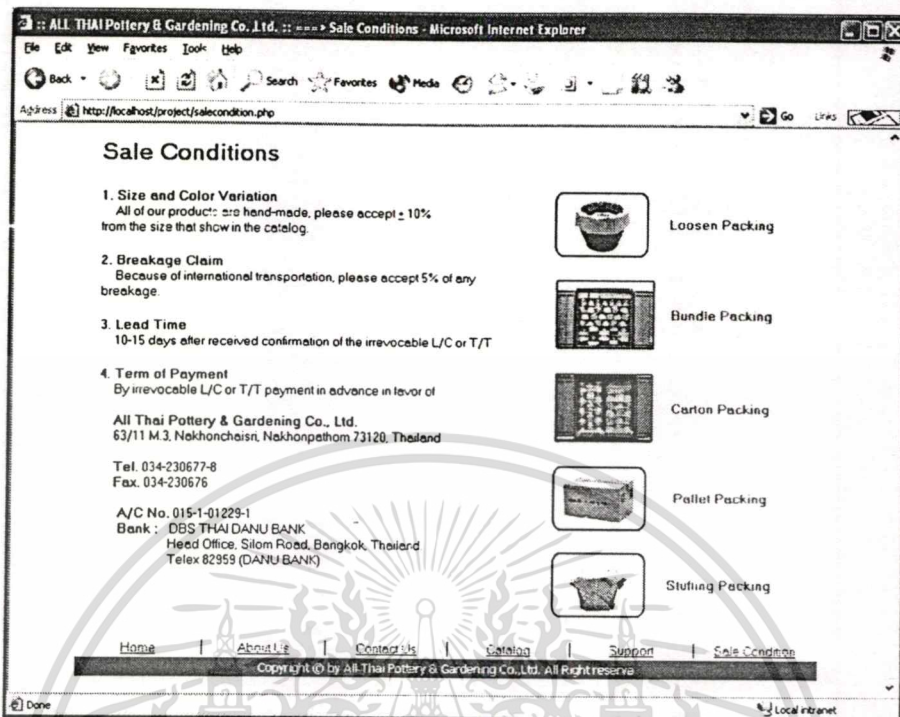 :: ALL THAI Pottery & Gardening Co.,Ltd. :: ===> Sale Conditions - Microsoft Internet Explorer
File Edit View Favorites Tools Help
Back Search Favorites Media
Address http://localhost/project/salecondition.php Go Links
Sale Conditions
1. Size and Color Variation
All of our products are hand-made, please accept ± 10%
from the size that show in the catalog.
2. Breakage Claim
Because of international transportation, please accept 5% of any
breakage.
3. Lead Time
10-15 days after received confirmation of the irrevocable L/C or T/T
4. Term of Payment
By irrevocable L/C or T/T payment in advance in favor of
All Thai Pottery & Gardening Co., Ltd.
63/11 M.3, Nakhonchaisri, Nakhonpathom 73120, Thailand
Tel. 034-230677-8
Fax. 034-230676
A/C No. 015-1-01229-1
Bank : DBS THAI DANU BANK
Head Office, Silom Road, Bangkok, Thailand
Telex 82959 (DANU BANK)
Loosen Packing
Bundle Packing
Carton Packing
Pallet Packing
Stuffing Packing
Home | About Us | Contact Us | Catalog | Support | Sale Condition
Copyright © by All Thai Pottery & Gardening Co.,Ltd. All Right reserve
Done Local intranet